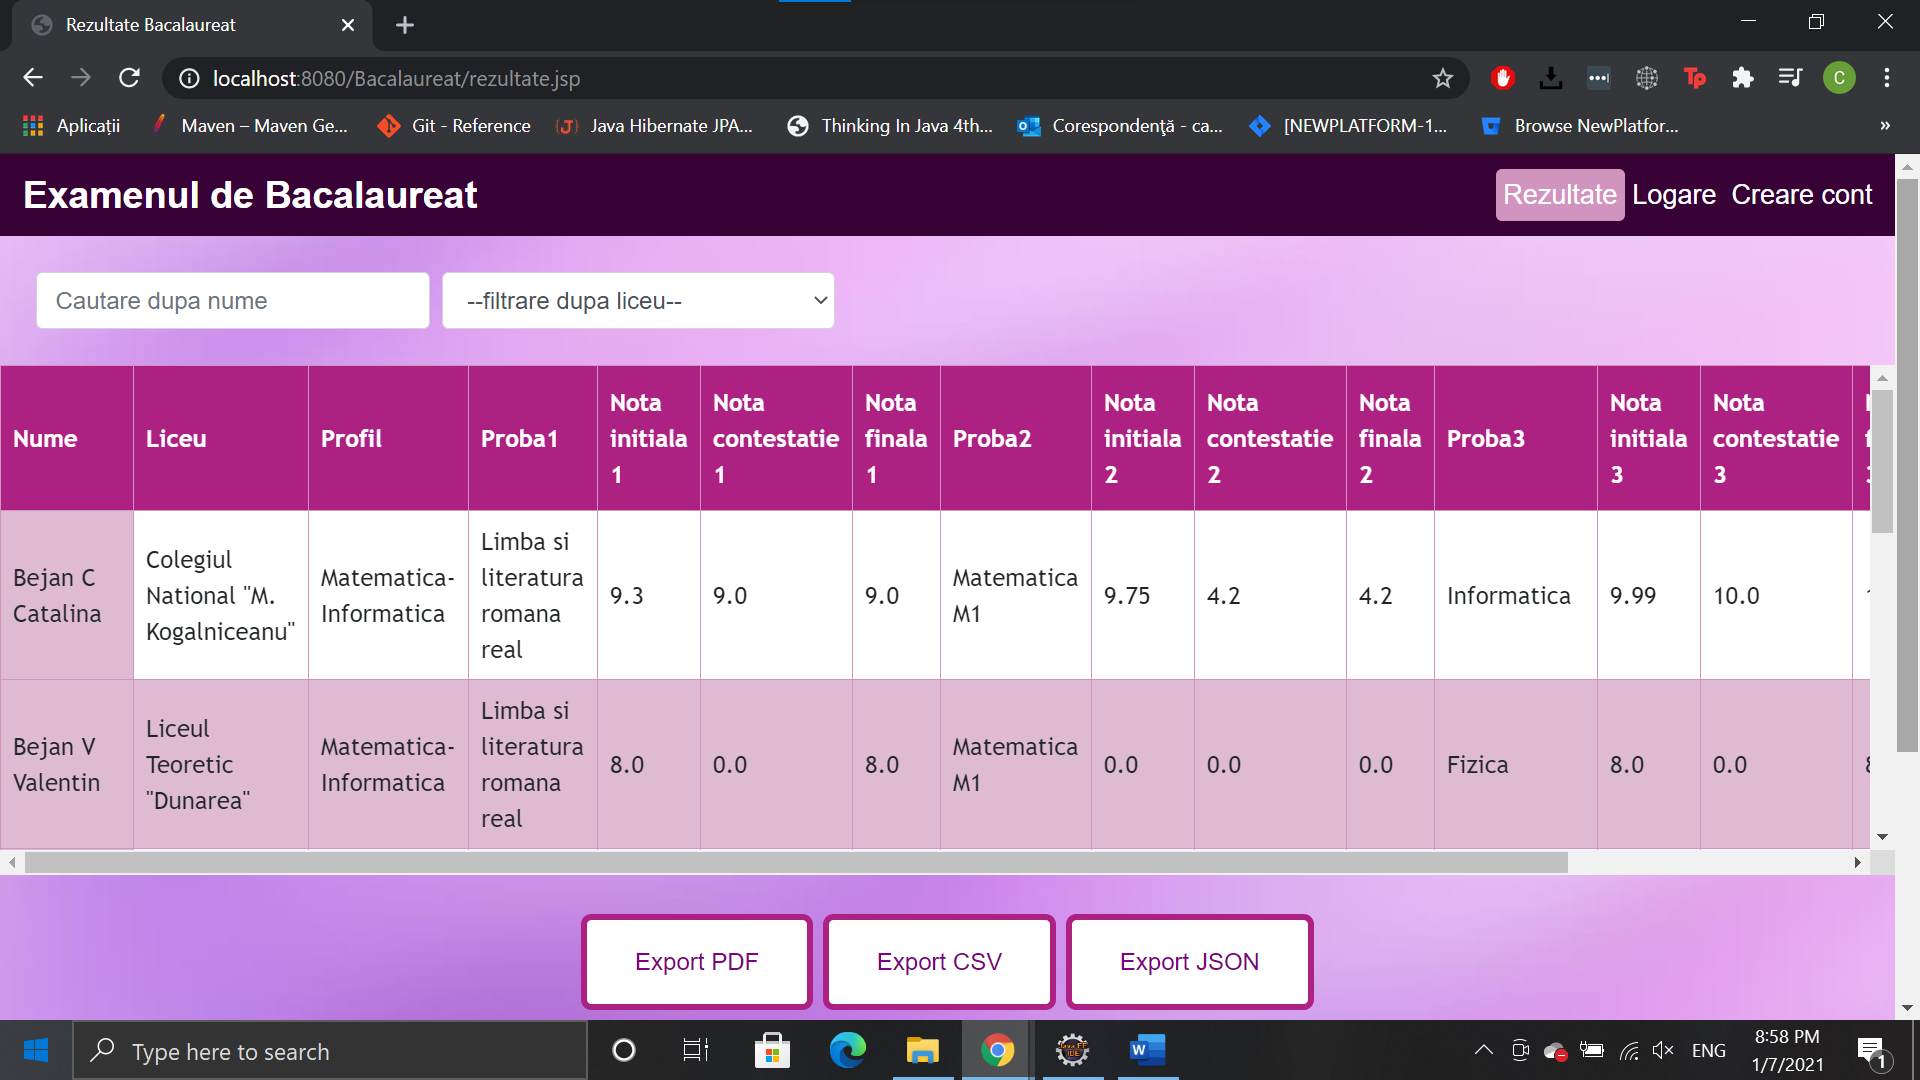 Rezultate Bacalaureat
localhost:8080/Bacalaureat/rezultate.jsp
Aplicații
Maven – Maven Ge...
Git - Reference
Java Hibernate JPA...
Thinking In Java 4th...
Corespondență - ca...
[NEWPLATFORM-1...
Browse NewPlatfor...
»
Examenul de Bacalaureat
Rezultate Logare Creare cont
Cautare dupa nume
--filtrare dupa liceu--
Nume
Liceu
Profil
Proba1
Nota
initiala
1
Nota
contestatie
1
Nota
finala
1
Proba2
Nota
initiala
2
Nota
contestatie
2
Nota
finala
2
Proba3
Nota
initiala
3
Nota
contestatie
3
Bejan C
Catalina
Colegiul
National "M.
Kogalniceanu"
Matematica-
Informatica
Limba si
literatura
romana
real
9.3
9.0
9.0
Matematica
M1
9.75
4.2
4.2
Informatica
9.99
10.0
Bejan V
Valentin
Liceul
Teoretic
"Dunarea"
Matematica-
Informatica
Limba si
literatura
romana
real
8.0
0.0
8.0
Matematica
M1
0.0
0.0
0.0
Fizica
8.0
0.0
Export PDF
Export CSV
Export JSON
Type here to search
ENG
8:58 PM
1/7/2021
1